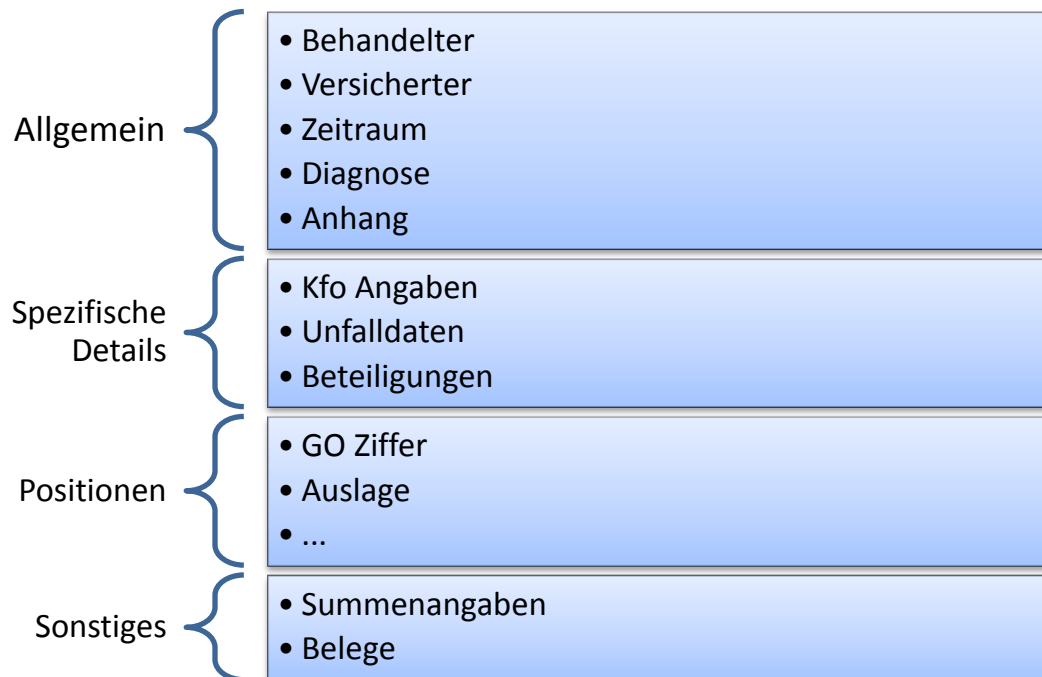 Allgemein
• Behandelter
• Versicherter
• Zeitraum
• Diagnose
• Anhang
Spezifische
Details
• Kfo Angaben
• Unfalldaten
• Beteiligungen
Positionen
• GO Ziffer
• Auslage
• ...
Sonstiges
• Summenangaben
• Belege